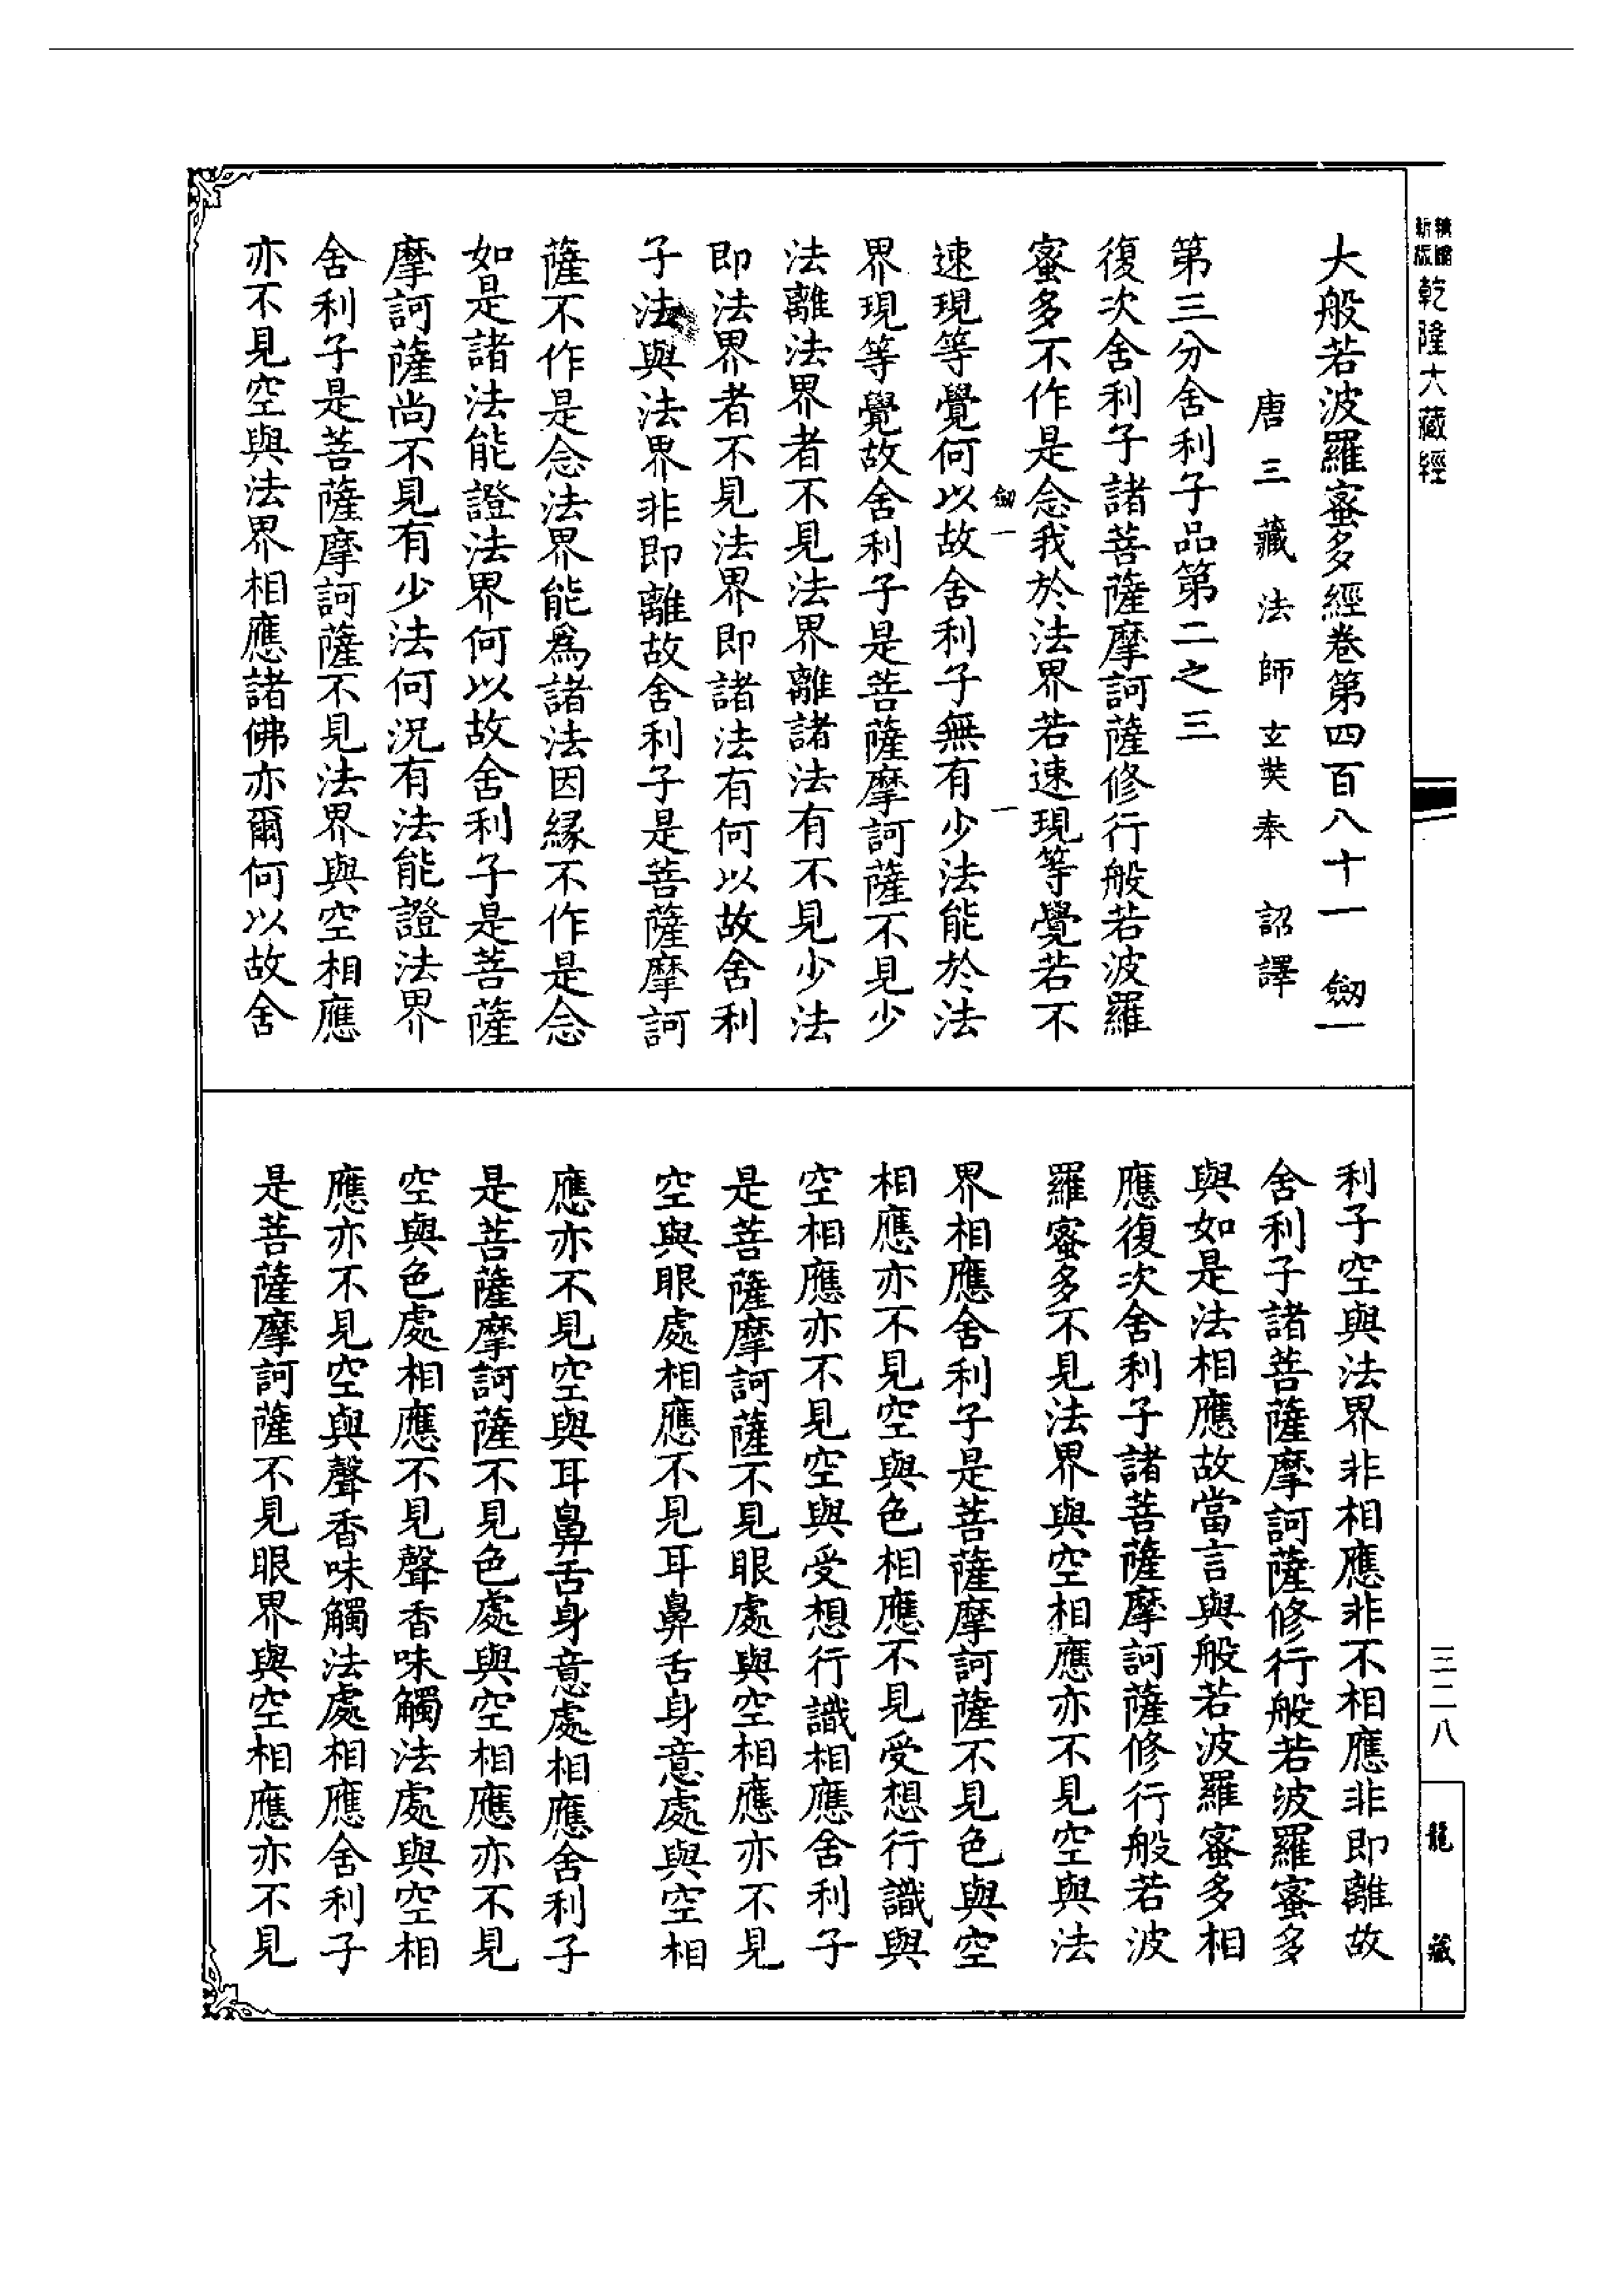 乾隆大藏經
大般若波羅蜜多經卷第四百八十一 劒一
唐三藏法師玄奘奉 詔譯
第三分舍利子品第二之三
復次舍利子諸菩薩摩訶薩修行般若波羅
蜜多不作是念我於法界若速現等覺若不
劒一 一
速現等覺何以故舍利子無有少法能於法
界現等覺故舍利子是菩薩摩訶薩不見少
法離法界者不見法界離諸法有不見少法
即法界者不見法界即諸法有何以故舍利
子法與法界非即離故舍利子是菩薩摩訶
薩不作是念法界能為諸法因緣不作是念
如是諸法能證法界何以故舍利子是菩薩
摩訶薩尚不見有少法何況有法能證法界
舍利子是菩薩摩訶薩不見法界與空相應
亦不見空與法界相應諸佛亦爾何以故舍
利子空與法界非相應非不相應非即離故
舍利子諸菩薩摩訶薩修行般若波羅蜜多
與如是法相應故當言與般若波羅蜜多相
應復次舍利子諸菩薩摩訶薩修行般若波
羅蜜多不見法界與空相應亦不見空與法
界相應舍利子是菩薩摩訶薩不見色與空
相應亦不見空與色相應不見受想行識與
空相應亦不見空與受想行識相應舍利子
是菩薩摩訶薩不見眼處與空相應亦不見
空與眼處相應不見耳鼻舌身意處與空相
應亦不見空與耳鼻舌身意處相應舍利子
是菩薩摩訶薩不見色處與空相應亦不見
空與色處相應不見聲香味觸法處與空相
應亦不見空與聲香味觸法處相應舍利子
是菩薩摩訶薩不見眼界與空相應亦不見
三二八
龍藏